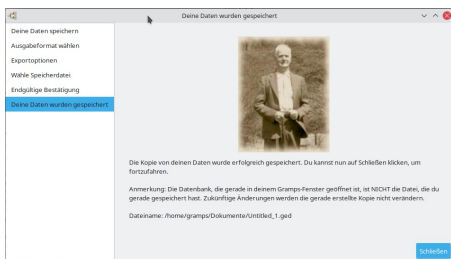 Deine Daten wurden gespeichert
Deine Daten speichern
Ausgabeformat wählen
Exportoptionen
Wähle Speicherdatei
Endgültige Bestätigung
Deine Daten wurden gespeichert
Die Kopie von deinen Daten wurde erfolgreich gespeichert. Du kannst nun auf Schließen klicken, um
fortzufahren.
Anmerkung: Die Datenbank, die gerade in deinem Gramps-Fenster geöffnet ist, ist NICHT die Datei, die du
gerade gespeichert hast. Zukünftige Änderungen werden die gerade erstellte Kopie nicht verändern.
Dateiname: /home/gramps/Dokumente/Untitled_1.ged
Schließen